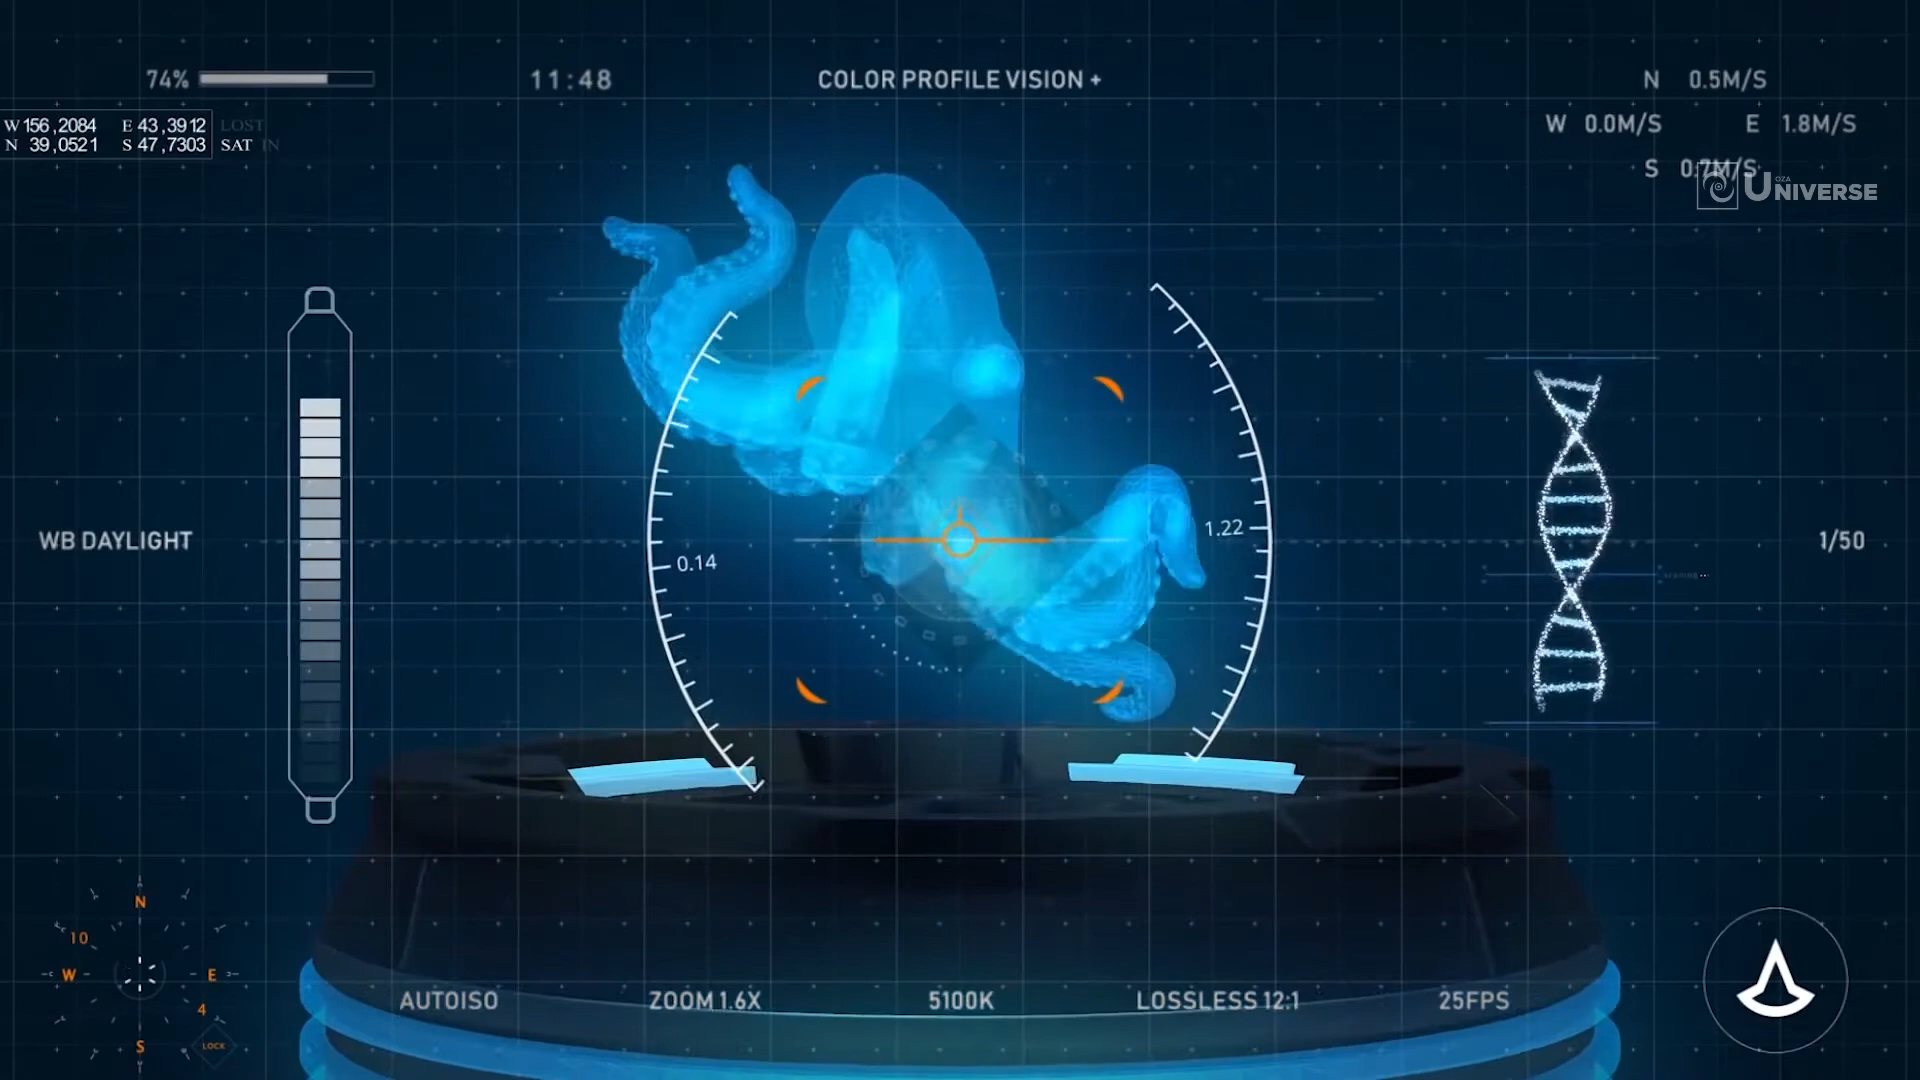 74%
11:48
COLOR PROFILE VISION +
N 0.5M/S
W 156,2084 E 43,3912 LOST
N 39,0521 S 47,7303 SAT IN
W 0.0M/S E 1.8M/S
S 0.7M/S
OZA
UNIVERSE
1.22
0.14
WB DAYLIGHT
1/50
N
10
W E
4
S
LOCK
AUTOISO
ZOOM 1.6X
5100K
LOSSLESS 12:1
25FPS